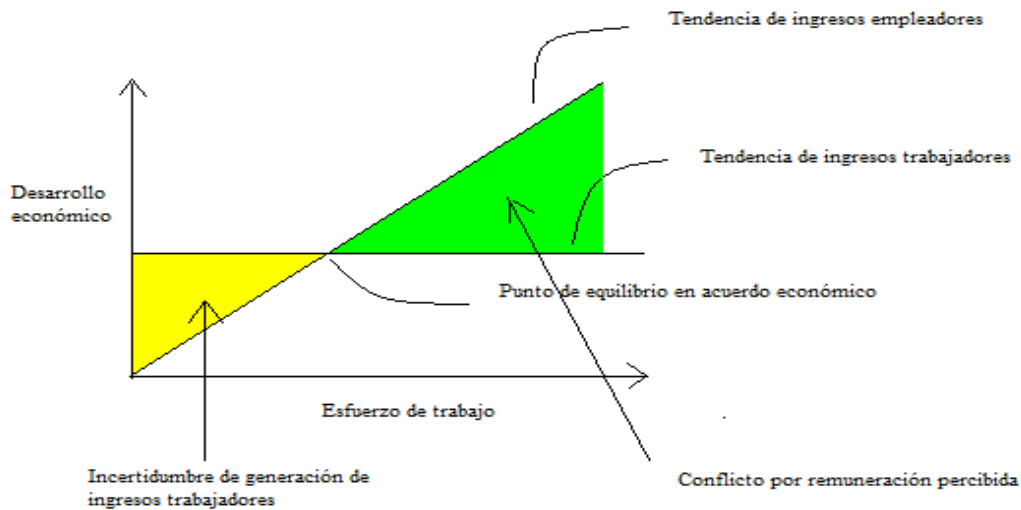 Tendencia de ingresos empleadores
Tendencia de ingresos trabajadores
Desarrollo
económico
Punto de equilibrio en acuerdo económico
Esfuerzo de trabajo
Incertidumbre de generación de
ingresos trabajadores
Conflicto por remuneración percibida